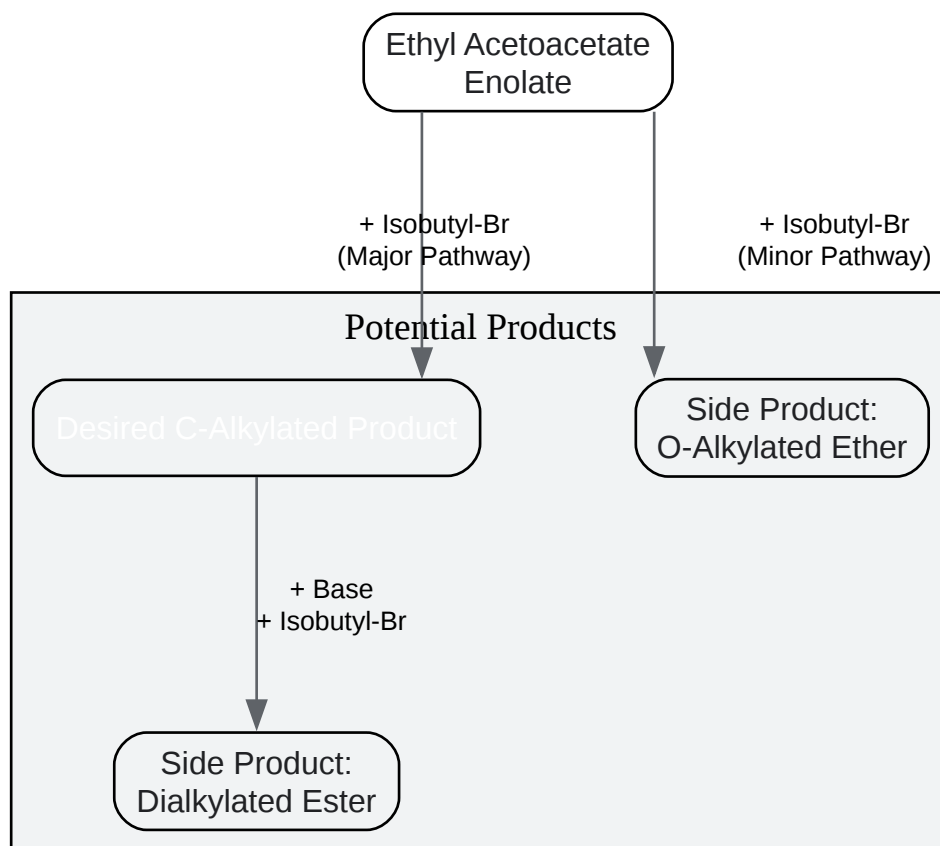 Ethyl Acetoacetate
Enolate
+ Isobutyl-Br
(Major Pathway)
+ Isobutyl-Br
(Minor Pathway)
Potential Products
Desired C-Alkylated Product
Side Product:
O-Alkylated Ether
+ Base
+ Isobutyl-Br
Side Product:
Dialkylated Ester